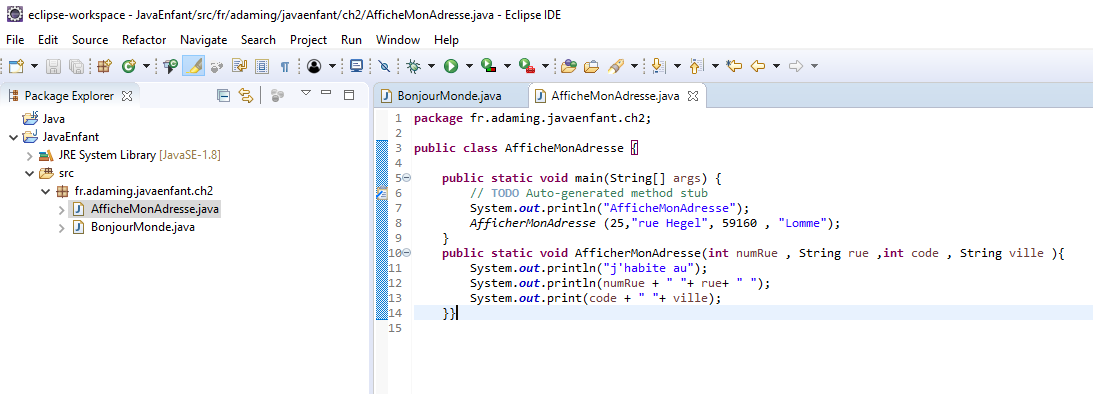 eclipse-workspace - JavaEnfant/src/fr/adaming/javaenfant/ch2/AfficheMonAdresse.java - Eclipse IDE
File Edit Source Refactor Navigate Search Project Run Window Help
Package Explorer
Java
JavaEnfant
JRE System Library [JavaSE-1.8]
src
fr.adaming.javaenfant.ch2
AfficheMonAdresse.java
BonjourMonde.java
BonjourMonde.java AfficheMonAdresse.java
1 package fr.adaming.javaenfant.ch2;
2
3 public class AfficheMonAdresse {
4
5 public static void main(String[] args) {
6 // TODO Auto-generated method stub
7 System.out.println("AfficheMonAdresse");
8 AfficherMonAdresse (25,"rue Hegel", 59160 , "Lomme");
9 }
10 public static void AfficherMonAdresse(int numRue , String rue ,int code , String ville ){
11 System.out.println("j'habite au");
12 System.out.println(numRue + " "+ rue+ " ");
13 System.out.print(code + " "+ ville);
14 }}
15